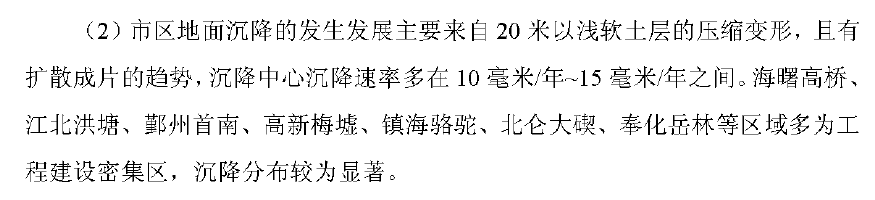 （2）市区地面沉降的发生发展主要来自 20 米以浅软土层的压缩变形，且有
扩散成片的趋势，沉降中心沉降速率多在 10 毫米/年~15 毫米/年之间。海曙高桥、
江北洪塘、鄞州首南、高新梅墟、镇海骆驼、北仑大碶、奉化岳林等区域多为工
程建设密集区，沉降分布较为显著。